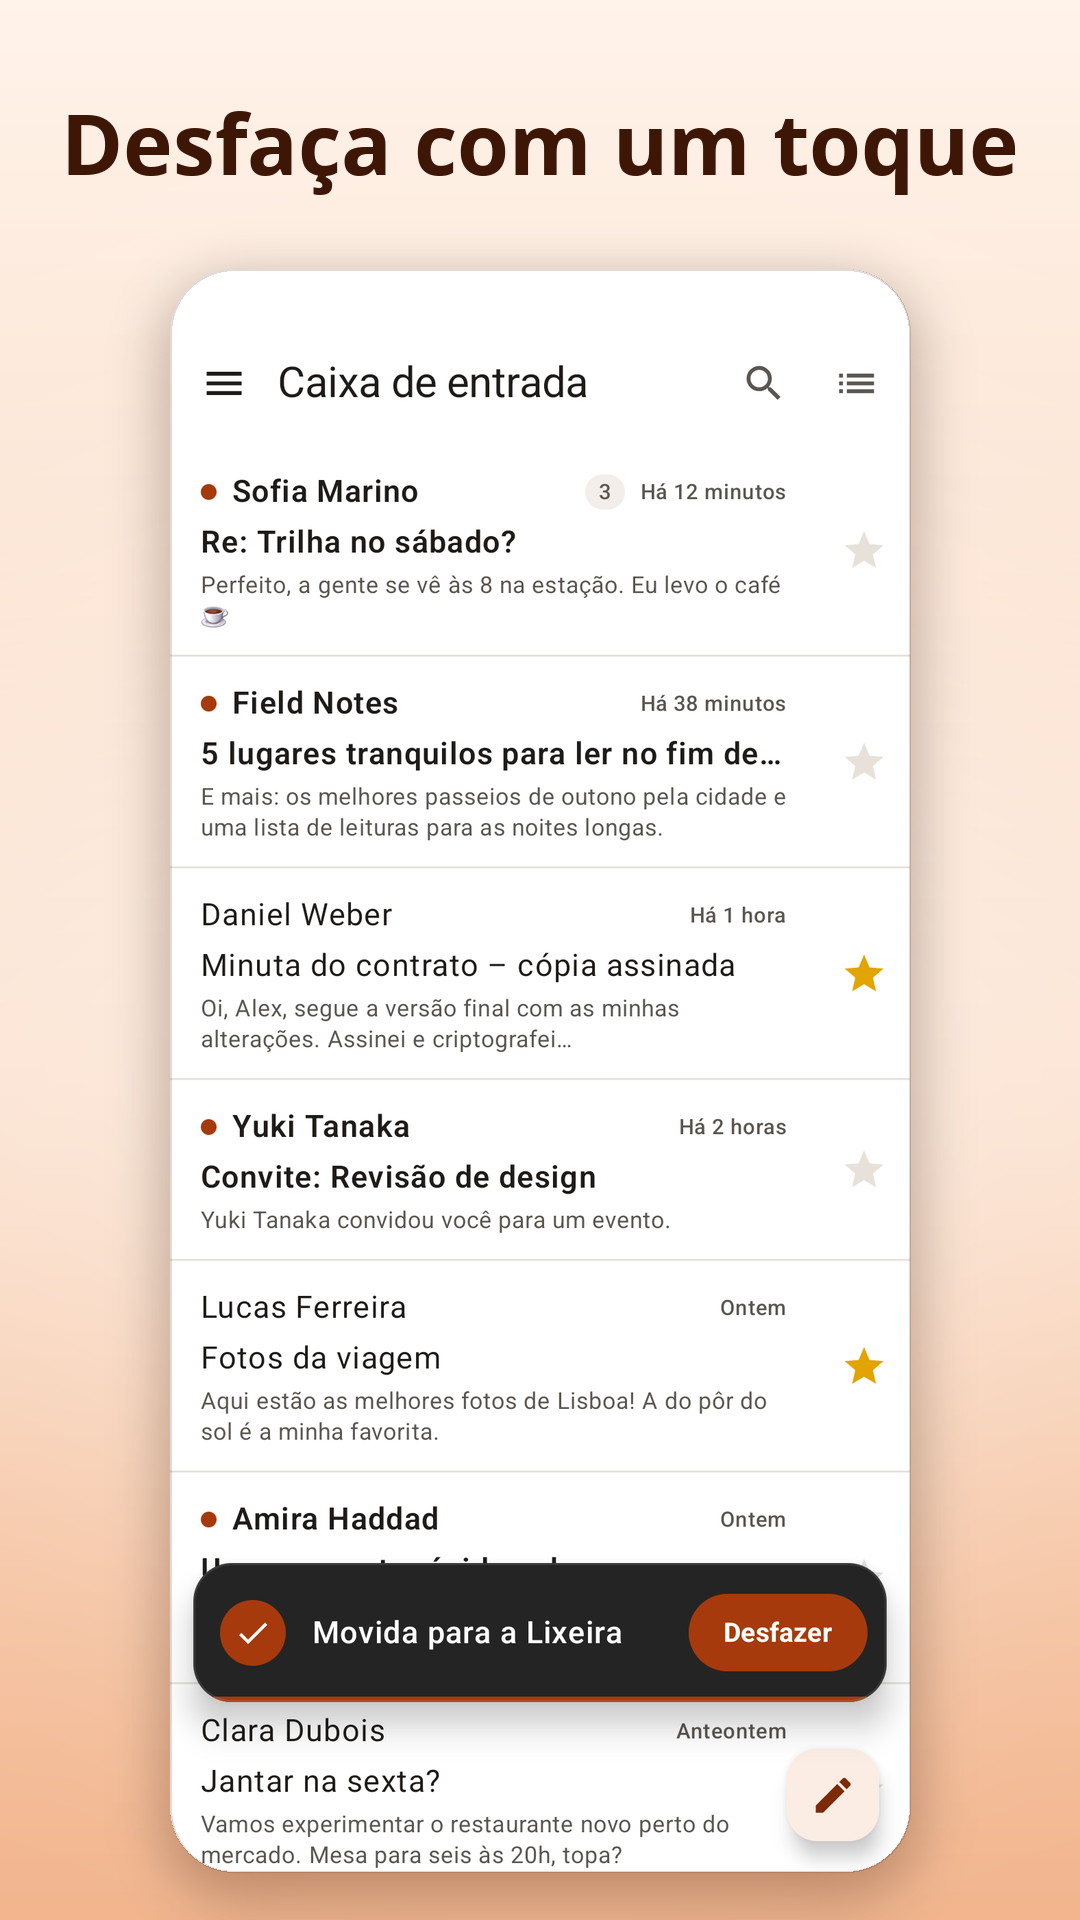 Desfaça com um toque
Caixa de entrada
Sofia Marino 3 Há 12 minutos
Re: Trilha no sábado?
Perfeito, a gente se vê às 8 na estação. Eu levo o café
☕
Field Notes Há 38 minutos
5 lugares tranquilos para ler no fim de…
E mais: os melhores passeios de outono pela cidade e
uma lista de leituras para as noites longas.
Daniel Weber Há 1 hora
Minuta do contrato – cópia assinada
Oi, Alex, segue a versão final com as minhas
alterações. Assinei e criptografei…
Yuki Tanaka Há 2 horas
Convite: Revisão de design
Yuki Tanaka convidou você para um evento.
Lucas Ferreira Ontem
Fotos da viagem
Aqui estão as melhores fotos de Lisboa! A do pôr do
sol é a minha favorita.
Amira Haddad Ontem
Movida para a Lixeira Desfazer
Clara Dubois Anteontem
Jantar na sexta?
Vamos experimentar o restaurante novo perto do
mercado. Mesa para seis às 20h, topa?